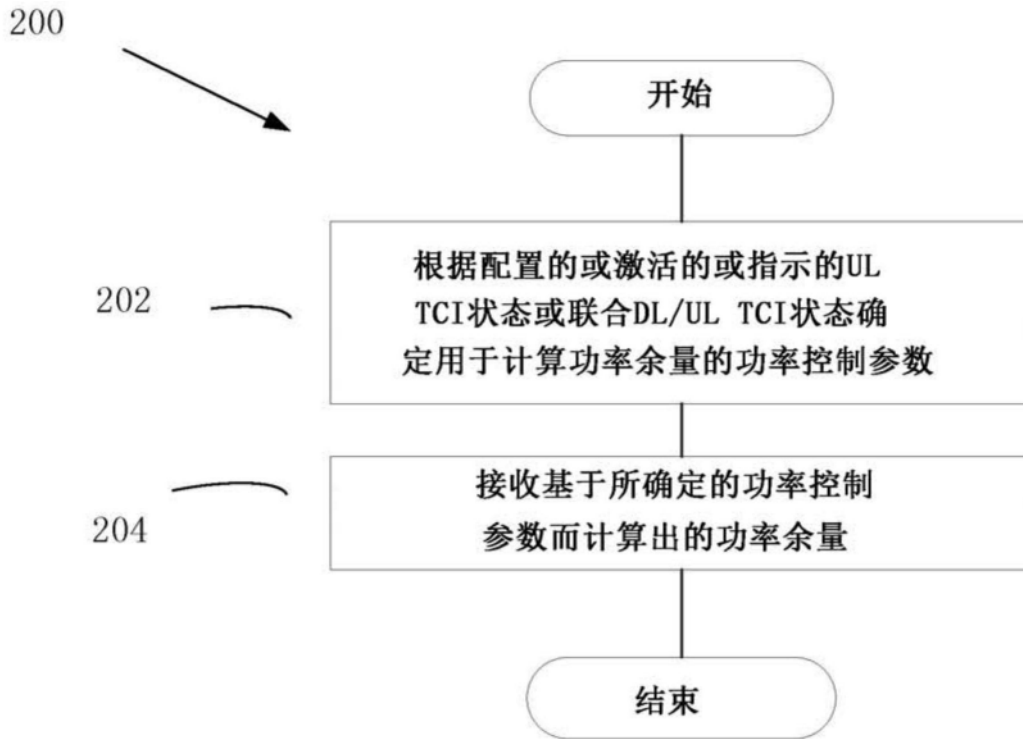 200
开始
202
根据配置的或激活的或指示的UL
TCI状态或联合DL/UL TCI状态确
定用于计算功率余量的功率控制参数
204
接收基于所确定的功率控制
参数而计算出的功率余量
结束